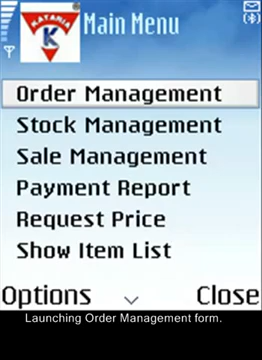 KATANIA
K
Main Menu
Order Management
Stock Management
Sale Management
Payment Report
Request Price
Show Item List
Options
Close
Launching Order Management form.